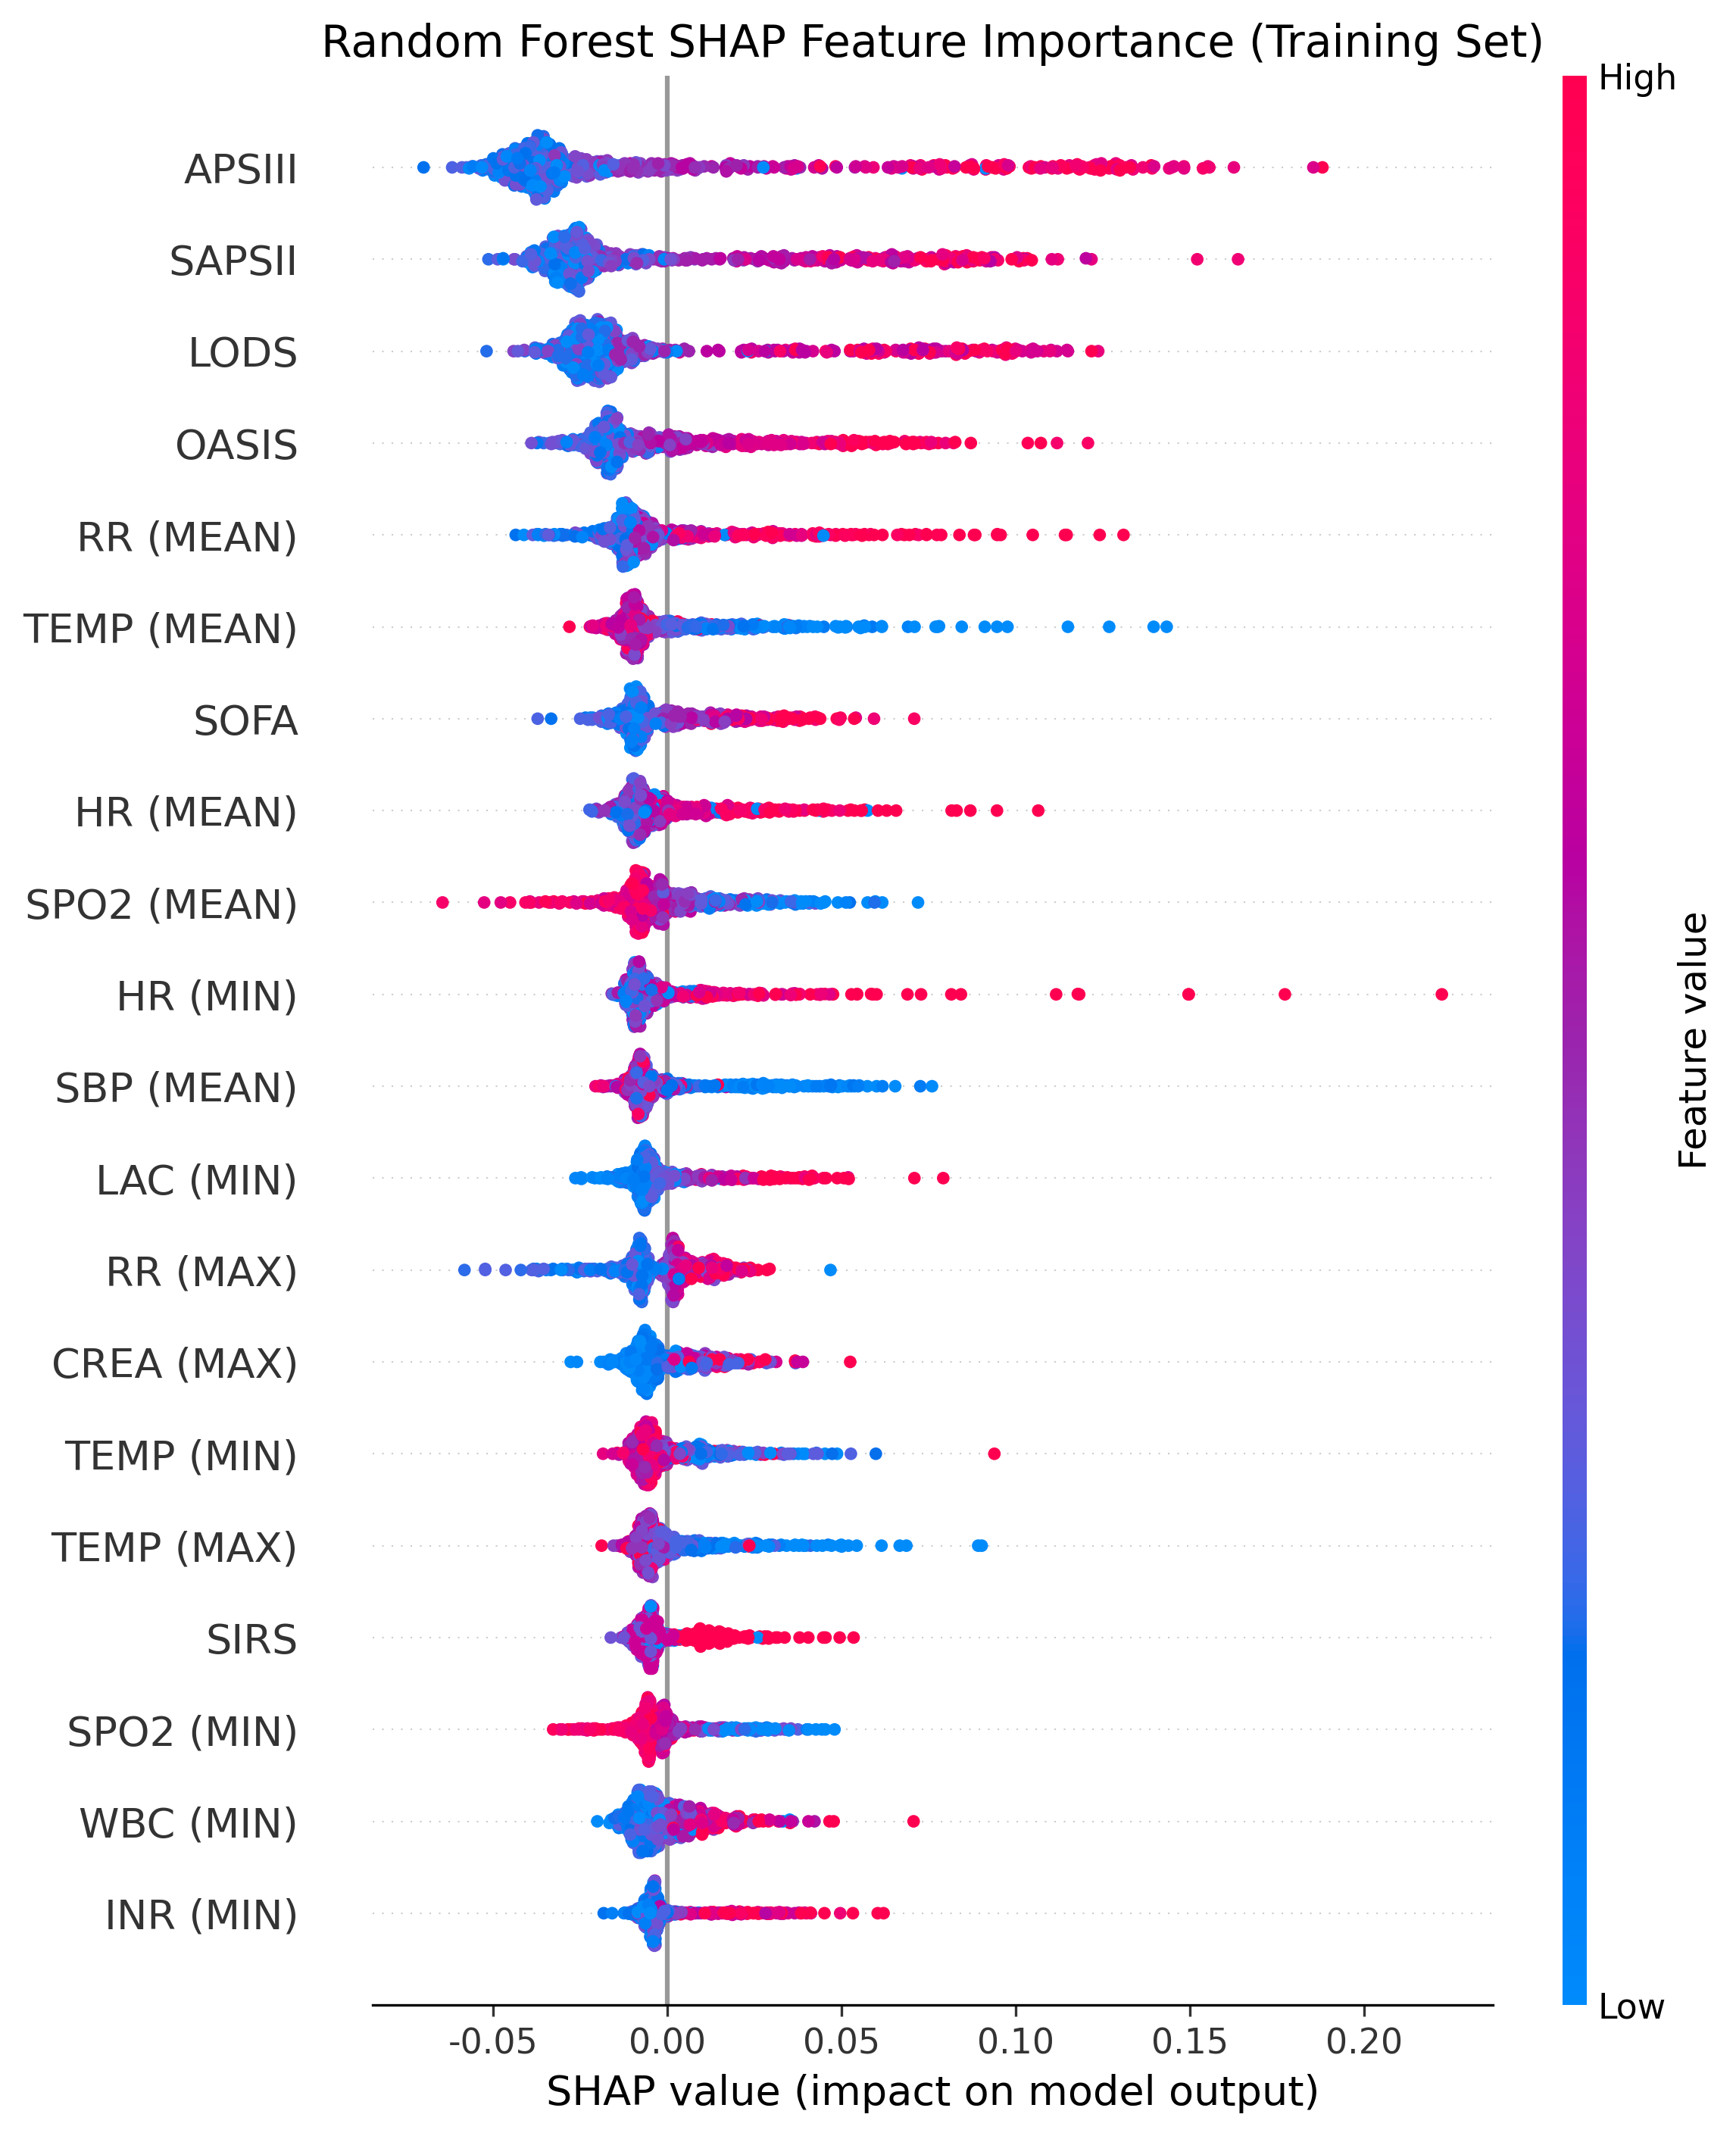 Random Forest SHAP Feature Importance (Training Set)
High
APSIII
SAPSII
LODS
OASIS
RR (MEAN)
TEMP (MEAN)
SOFA
HR (MEAN)
SPO2 (MEAN)
HR (MIN)
SBP (MEAN)
LAC (MIN)
RR (MAX)
CREA (MAX)
TEMP (MIN)
TEMP (MAX)
SIRS
SPO2 (MIN)
WBC (MIN)
INR (MIN)
Feature value
Low
-0.05 0.00 0.05 0.10 0.15 0.20
SHAP value (impact on model output)